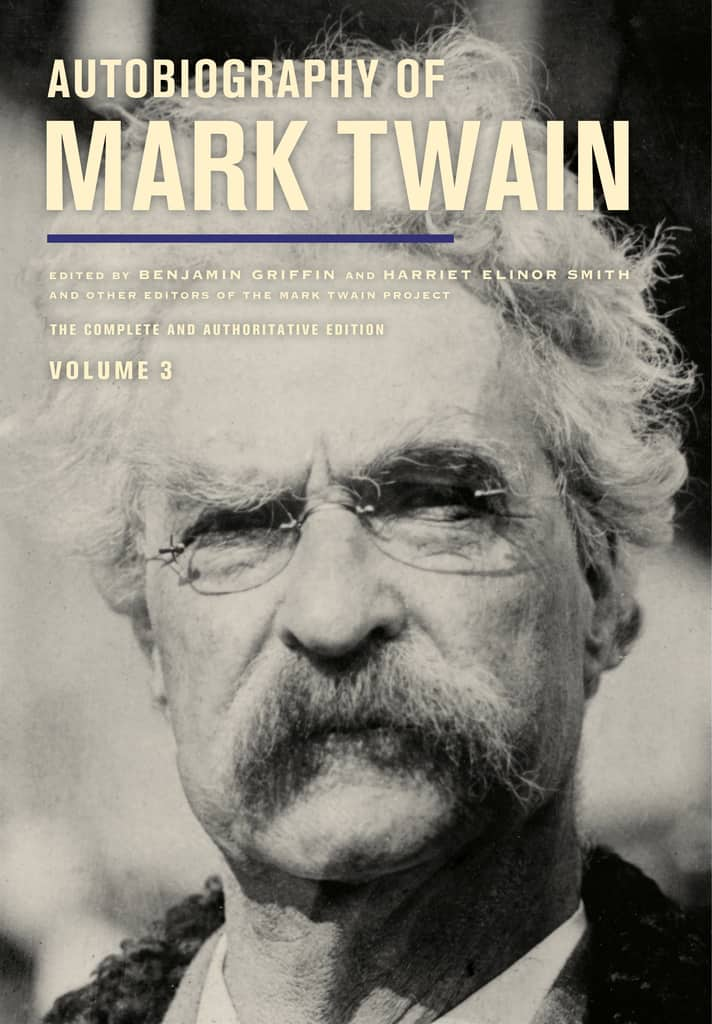 AUTOBIOGRAPHY OF
MARK TWAIN
EDITED BY BENJAMIN GRIFFIN AND HARRIET ELINOR SMITH
AND OTHER EDITORS OF THE MARK TWAIN PROJECT
THE COMPLETE AND AUTHORITATIVE EDITION
VOLUME 3